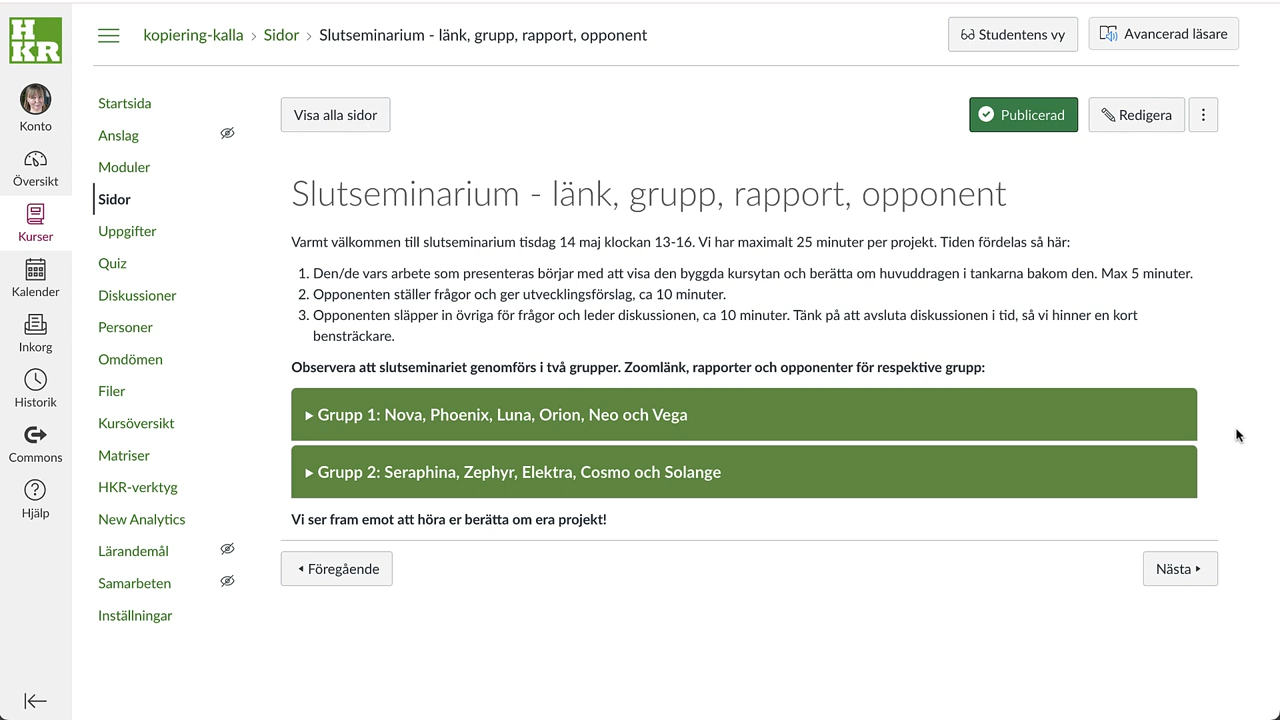 HKR
kopiering-kalla › Sidor › Slutseminarium - länk, grupp, rapport, opponent
Studentens vy
Avancerad läsare
Konto
Översikt
Kurser
Kalender
Inkorg
Historik
Commons
Hjälp
Startsida
Anslag
Moduler
Sidor
Uppgifter
Quiz
Diskussioner
Personer
Omdömen
Filer
Kursöversikt
Matriser
HKR-verktyg
New Analytics
Lärandemål
Samarbeten
Inställningar
Visa alla sidor
Publicerad
Redigera
Slutseminarium - länk, grupp, rapport, opponent
Varmt välkommen till slutseminarium tisdag 14 maj klockan 13-16. Vi har maximalt 25 minuter per projekt. Tiden fördelas så här:
1. Den/de vars arbete som presenteras börjar med att visa den byggda kursytan och berätta om huvuddragen i tankarna bakom den. Max 5 minuter.
2. Opponenten ställer frågor och ger utvecklingsförslag, ca 10 minuter.
3. Opponenten släpper in övriga för frågor och leder diskussionen, ca 10 minuter. Tänk på att avsluta diskussionen i tid, så vi hinner en kort
bensträckare.
Observera att slutseminariet genomförs i två grupper. Zoomlänk, rapporter och opponenter för respektive grupp:
Grupp 1: Nova, Phoenix, Luna, Orion, Neo och Vega
Grupp 2: Seraphina, Zephyr, Elektra, Cosmo och Solange
Vi ser fram emot att höra er berätta om era projekt!
Föregående
Nästa